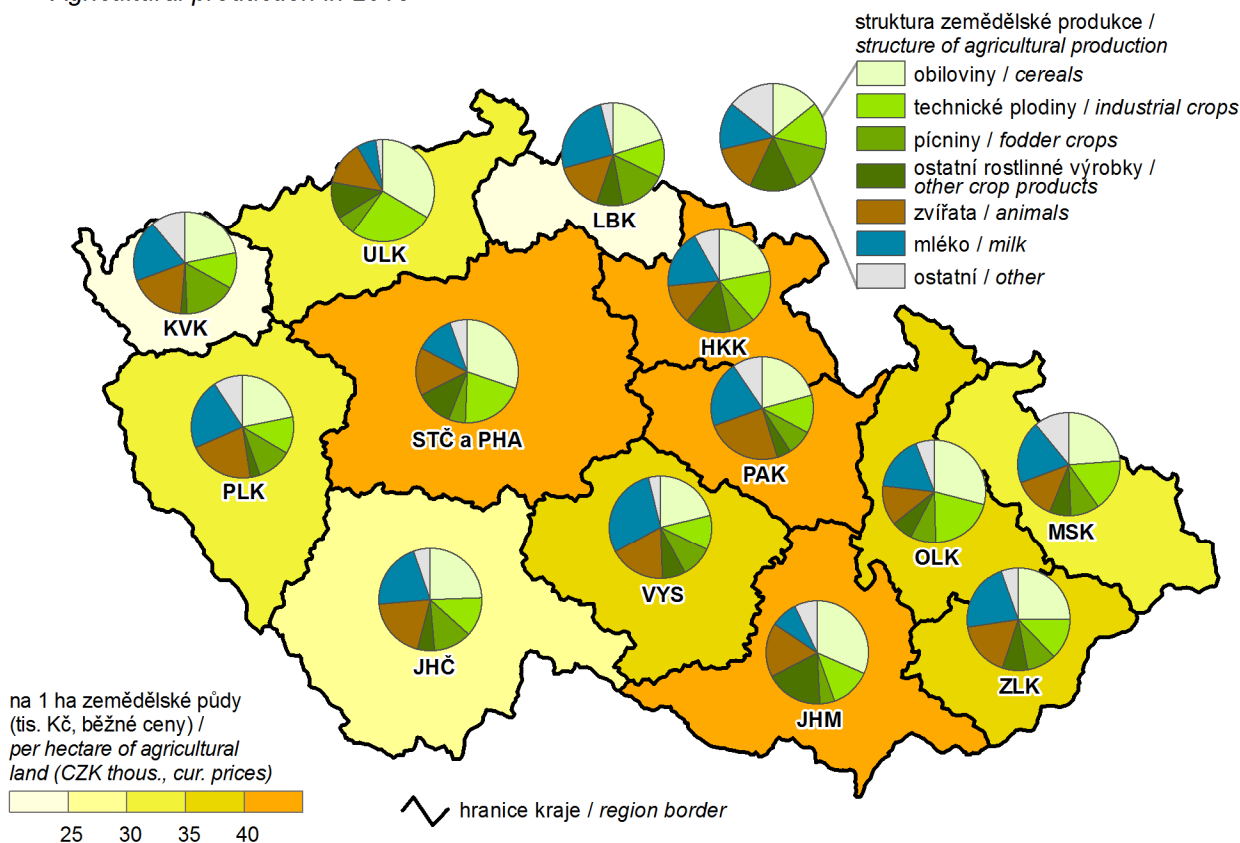 struktura zemědělské produkce /
structure of agricultural production
obiloviny / cereals
technické plodiny / industrial crops
pícniny / fodder crops
ostatní rostlinné výrobky /
other crop products
zvířata / animals
mléko / milk
ostatní / other
LBK
ULK
KVK
HKK
STČ a PHA
PAK
PLK
MSK
OLK
VYS
JHČ
ZLK
JHM
na 1 ha zemědělské půdy
(tis. Kč, běžné ceny) /
per hectare of agricultural
land (CZK thous., cur. prices)
25 30 35 40
hranice kraje / region border